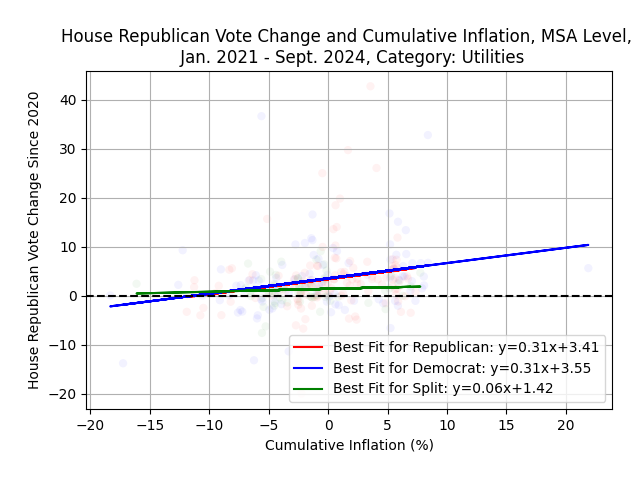 House Republican Vote Change and Cumulative Inflation, MSA Level,
Jan. 2021 - Sept. 2024, Category: Utilities
House Republican Vote Change Since 2020
40
30
20
10
0
−10
−20
Best Fit for Republican: y=0.31x+3.41
Best Fit for Democrat: y=0.31x+3.55
Best Fit for Split: y=0.06x+1.42
−20
−15
−10
−5
0
5
10
15
20
Cumulative Inflation (%)